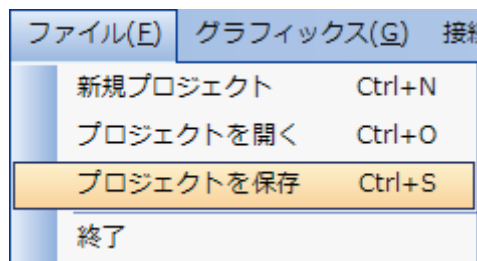 ファイル(F) グラフィックス(G) 接続
新規プロジェクト Ctrl+N
プロジェクトを開く Ctrl+O
プロジェクトを保存 Ctrl+S
終了